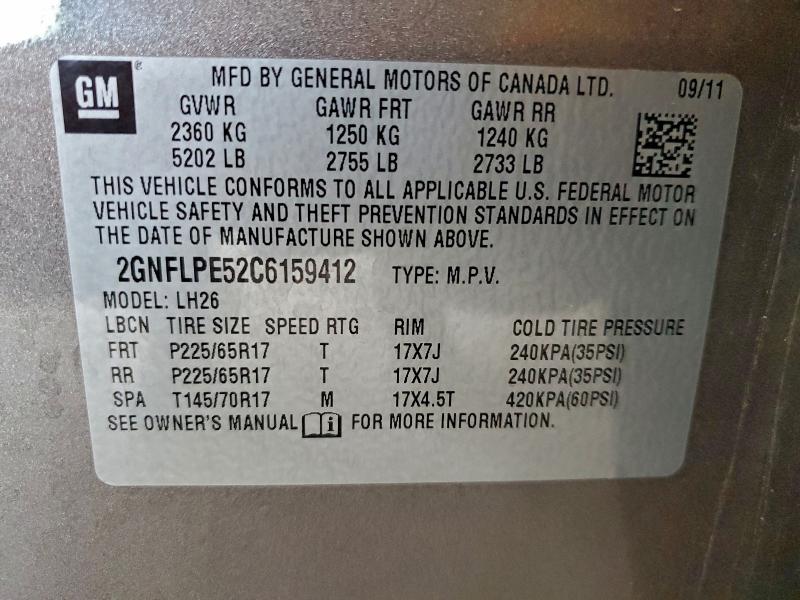 GM® MFD BY GENERAL MOTORS OF CANADA LTD. 09/11
GVWR GAWR FRT GAWR RR
2360 KG 1250 KG 1240 KG
5202 LB 2755 LB 2733 LB
THIS VEHICLE CONFORMS TO ALL APPLICABLE U.S. FEDERAL MOTOR
VEHICLE SAFETY AND THEFT PREVENTION STANDARDS IN EFFECT ON
THE DATE OF MANUFACTURE SHOWN ABOVE.
2GNFLPE52C6159412 TYPE: M.P.V.
MODEL: LH26
LBCN TIRE SIZE SPEED RTG RIM COLD TIRE PRESSURE
FRT P225/65R17 T 17X7J 240KPA(35PSI)
RR P225/65R17 T 17X7J 240KPA(35PSI)
SPA T145/70R17 M 17X4.5T 420KPA(60PSI)
SEE OWNER'S MANUAL i FOR MORE INFORMATION.